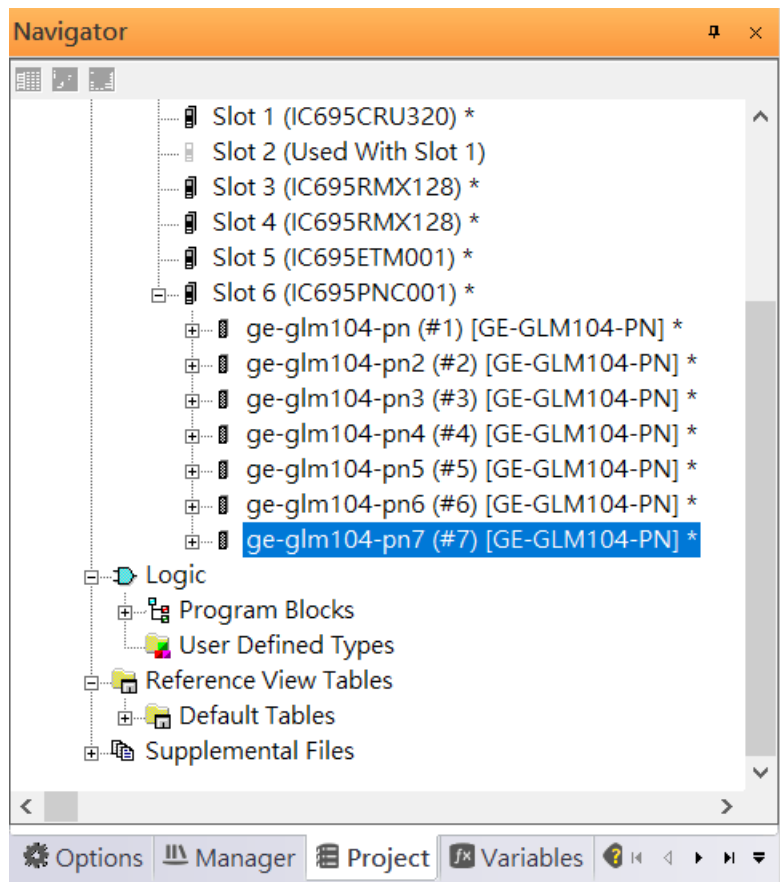 Navigator
Slot 1 (IC695CRU320) *
Slot 2 (Used With Slot 1)
Slot 3 (IC695RMX128) *
Slot 4 (IC695RMX128) *
Slot 5 (IC695ETM001) *
Slot 6 (IC695PNC001) *
ge-glm104-pn (#1) [GE-GLM104-PN] *
ge-glm104-pn2 (#2) [GE-GLM104-PN] *
ge-glm104-pn3 (#3) [GE-GLM104-PN] *
ge-glm104-pn4 (#4) [GE-GLM104-PN] *
ge-glm104-pn5 (#5) [GE-GLM104-PN] *
ge-glm104-pn6 (#6) [GE-GLM104-PN] *
ge-glm104-pn7 (#7) [GE-GLM104-PN] *
Logic
Program Blocks
User Defined Types
Reference View Tables
Default Tables
Supplemental Files
Options Manager Project Variables